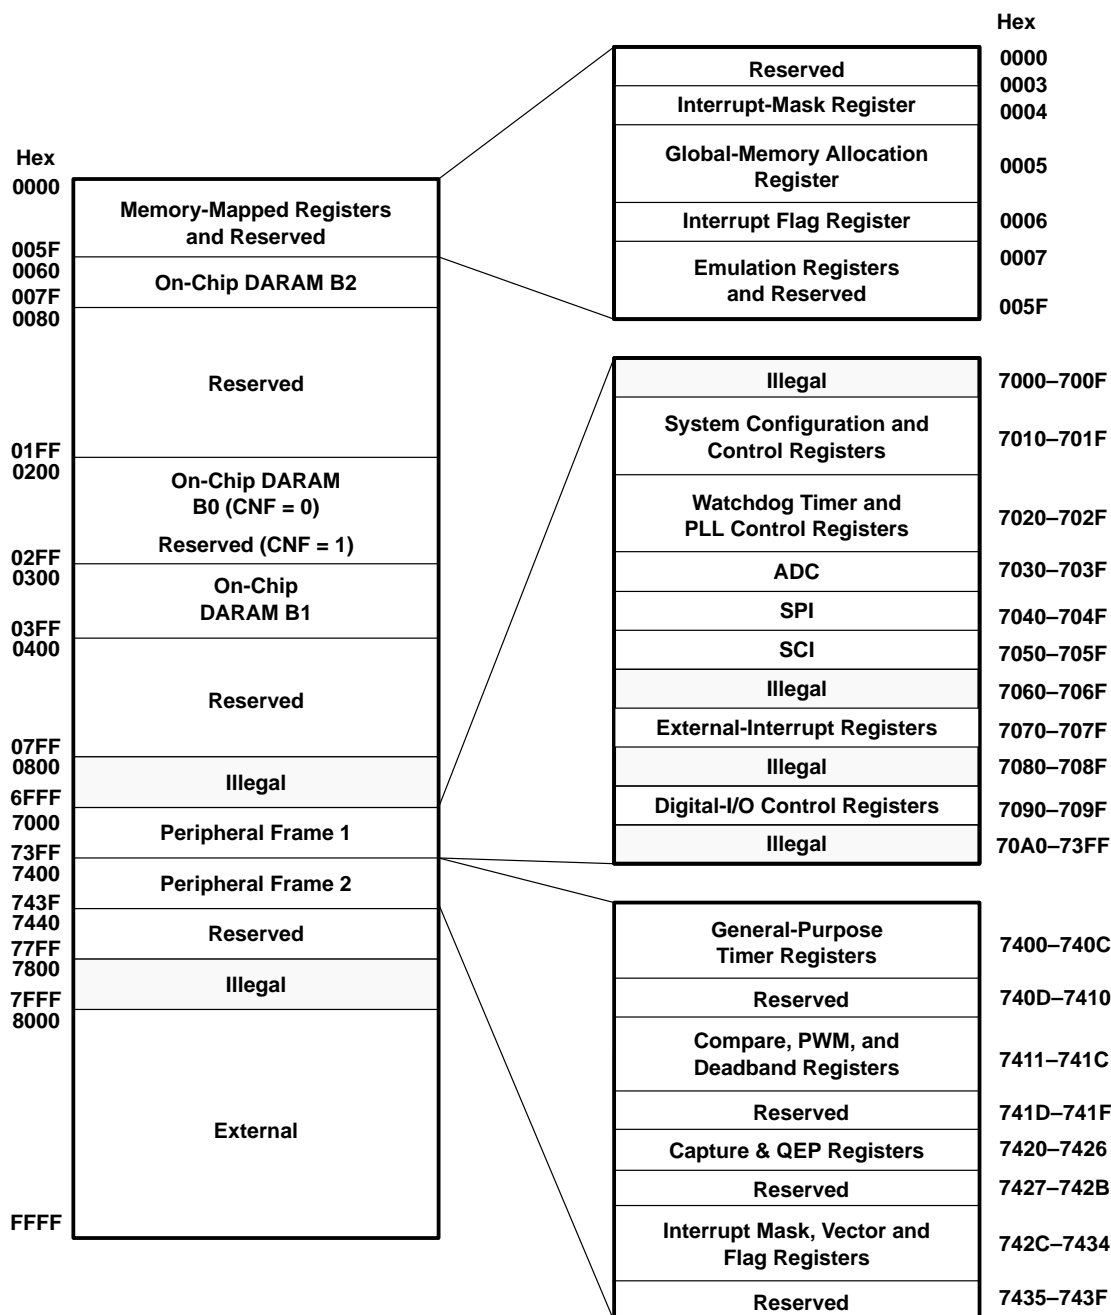 Hex
0000
Memory-Mapped Registers
and Reserved
005F
0060
On-Chip DARAM B2
007F
0080
Reserved
01FF
0200
On-Chip DARAM
B0 (CNF = 0)
Reserved (CNF = 1)
02FF
0300
On-Chip
DARAM B1
03FF
0400
Reserved
07FF
0800
Illegal
6FFF
7000
Peripheral Frame 1
73FF
7400
Peripheral Frame 2
743F
7440
Reserved
77FF
7800
Illegal
7FFF
8000
External
FFFF
Hex
0000
Reserved
0003
Interrupt-Mask Register
0004
Global-Memory Allocation
Register
0005
Interrupt Flag Register
0006
0007
Emulation Registers
and Reserved
005F
Illegal
7000–700F
System Configuration and
Control Registers
7010–701F
Watchdog Timer and
PLL Control Registers
7020–702F
ADC
7030–703F
SPI
7040–704F
SCI
7050–705F
Illegal
7060–706F
External-Interrupt Registers
7070–707F
Illegal
7080–708F
Digital-I/O Control Registers
7090–709F
Illegal
70A0–73FF
General-Purpose
Timer Registers
7400–740C
Reserved
740D–7410
Compare, PWM, and
Deadband Registers
7411–741C
Reserved
741D–741F
Capture & QEP Registers
7420–7426
Reserved
7427–742B
Interrupt Mask, Vector and
Flag Registers
742C–7434
Reserved
7435–743F